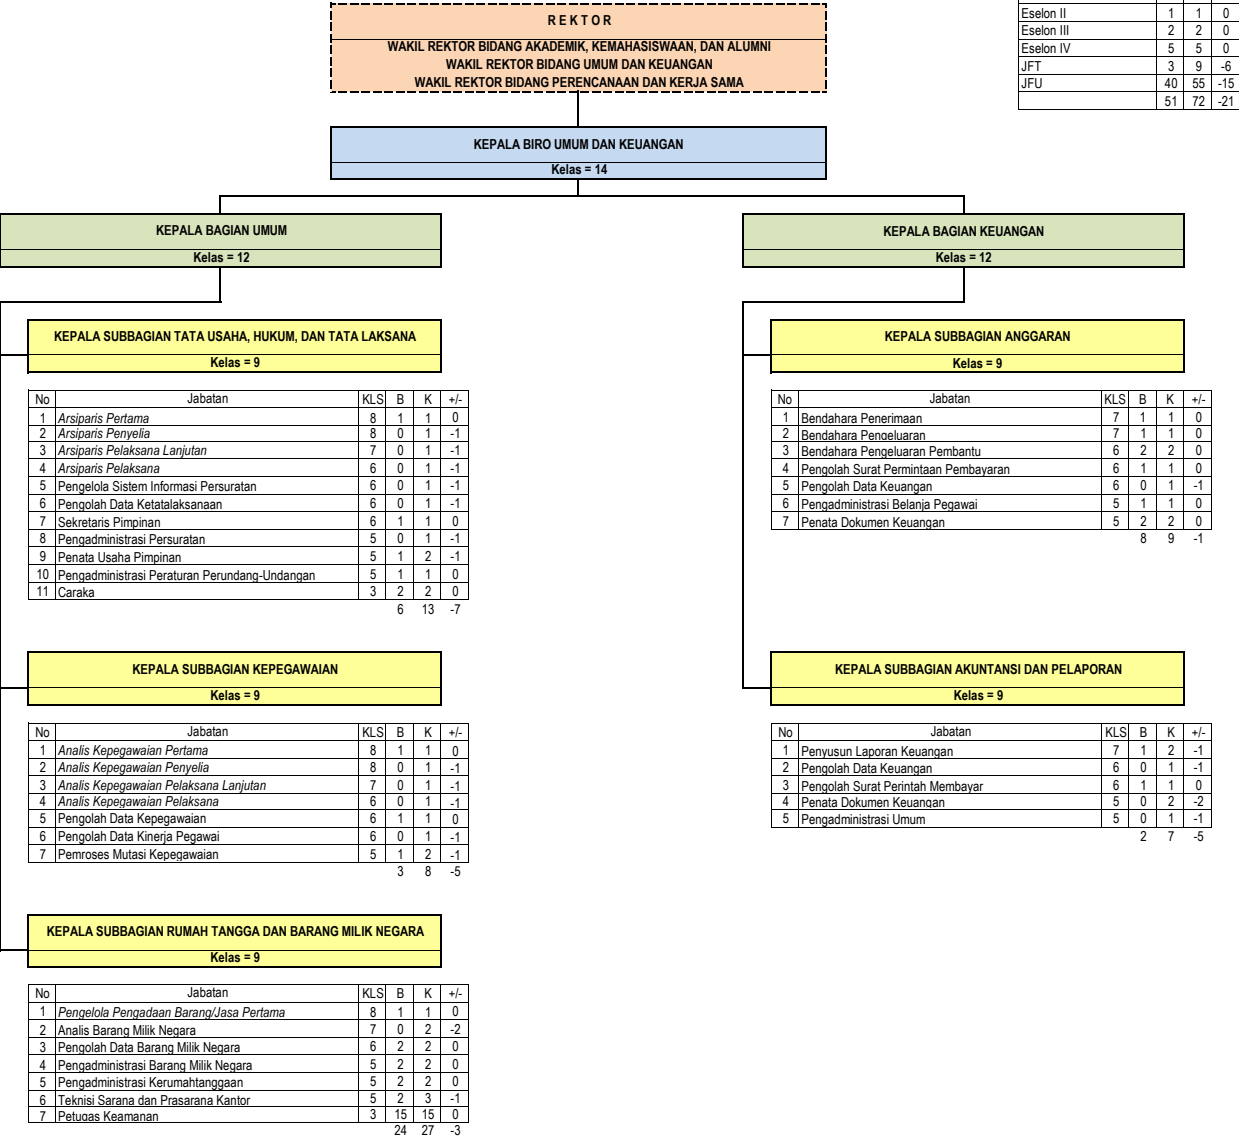 R E K T O R
WAKIL REKTOR BIDANG AKADEMIK, KEMAHASISWAAN, DAN ALUMNI
WAKIL REKTOR BIDANG UMUM DAN KEUANGAN
WAKIL REKTOR BIDANG PERENCANAAN DAN KERJA SAMA
Eselon II 1 1 0
Eselon III 2 2 0
Eselon IV 5 5 0
JFT 3 9 -6
JFU 40 55 -15
51 72 -21
KEPALA BIRO UMUM DAN KEUANGAN
Kelas = 14
KEPALA BAGIAN UMUM
Kelas = 12
KEPALA BAGIAN KEUANGAN
Kelas = 12
KEPALA SUBBAGIAN TATA USAHA, HUKUM, DAN TATA LAKSANA
Kelas = 9
No Jabatan KLS B K +/-
1 Arsiparis Pertama 8 1 1 0
2 Arsiparis Penyelia 8 0 1 -1
3 Arsiparis Pelaksana Lanjutan 7 0 1 -1
4 Arsiparis Pelaksana 6 0 1 -1
5 Pengelola Sistem Informasi Persuratan 6 0 1 -1
6 Pengolah Data Ketatalaksanaan 6 0 1 -1
7 Sekretaris Pimpinan 6 1 1 0
8 Pengadministrasi Persuratan 5 0 1 -1
9 Penata Usaha Pimpinan 5 1 2 -1
10 Pengadministrasi Peraturan Perundang-Undangan 5 1 1 0
11 Caraka 3 2 2 0
6 13 -7
KEPALA SUBBAGIAN ANGGARAN
Kelas = 9
No Jabatan KLS B K +/-
1 Bendahara Penerimaan 7 1 1 0
2 Bendahara Pengeluaran 7 1 1 0
3 Bendahara Pengeluaran Pembantu 6 2 2 0
4 Pengolah Surat Permintaan Pembayaran 6 1 1 0
5 Pengolah Data Keuangan 6 0 1 -1
6 Pengadministrasi Belanja Pegawai 5 1 1 0
7 Penata Dokumen Keuangan 5 2 2 0
8 9 -1
KEPALA SUBBAGIAN KEPEGAWAIAN
Kelas = 9
No Jabatan KLS B K +/-
1 Analis Kepegawaian Pertama 8 1 1 0
2 Analis Kepegawaian Penyelia 8 0 1 -1
3 Analis Kepegawaian Pelaksana Lanjutan 7 0 1 -1
4 Analis Kepegawaian Pelaksana 6 0 1 -1
5 Pengolah Data Kepegawaian 6 1 1 0
6 Pengolah Data Kinerja Pegawai 6 0 1 -1
7 Pemroses Mutasi Kepegawaian 5 1 2 -1
3 8 -5
KEPALA SUBBAGIAN AKUNTANSI DAN PELAPORAN
Kelas = 9
No Jabatan KLS B K +/-
1 Penyusun Laporan Keuangan 7 1 2 -1
2 Pengolah Data Keuangan 6 0 1 -1
3 Pengolah Surat Perintah Membayar 6 1 1 0
4 Penata Dokumen Keuangan 5 0 2 -2
5 Pengadministrasi Umum 5 0 1 -1
2 7 -5
KEPALA SUBBAGIAN RUMAH TANGGA DAN BARANG MILIK NEGARA
Kelas = 9
No Jabatan KLS B K +/-
1 Pengelola Pengadaan Barang/Jasa Pertama 8 1 1 0
2 Analis Barang Milik Negara 7 0 2 -2
3 Pengolah Data Barang Milik Negara 6 2 2 0
4 Pengadministrasi Barang Milik Negara 5 2 2 0
5 Pengadministrasi Kerumahtanggaan 5 2 2 0
6 Teknisi Sarana dan Prasarana Kantor 5 2 3 -1
7 Petugas Keamanan 3 15 15 0
24 27 -3